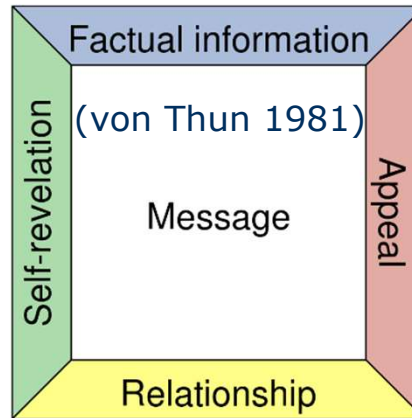 Factual information
(von Thun 1981)
Self-revelation
Message
Appeal
Relationship